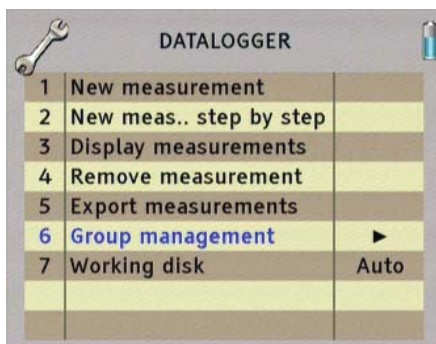 DATALOGGER
1 New measurement
2 New meas.. step by step
3 Display measurements
4 Remove measurement
5 Export measurements
6 Group management ►
7 Working disk Auto